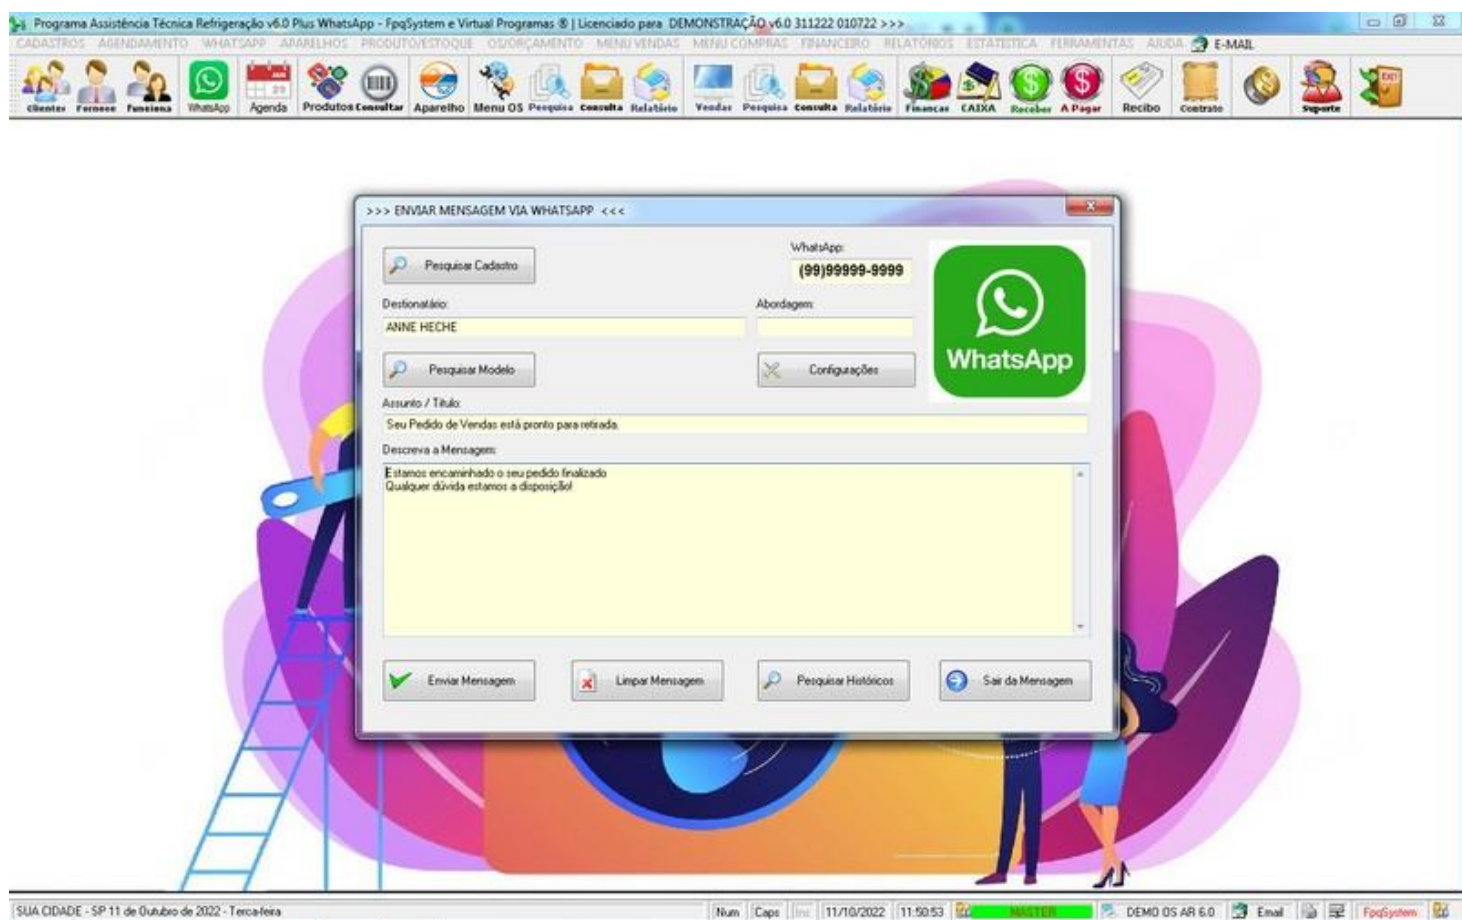 Programa Assistência Técnica Refrigeração v6.0 Plus WhatsApp - FpqSystem e Virtual Programas ® | Licenciado para DEMONSTRAÇÃO v6.0 311222 010722 >>>
CADASTROS AGENDAMENTO WHATSAPP APARELHOS PRODUTO/ESTOQUE OS/ORÇAMENTO MENU VENDAS MENU COMPRAS FINANCEIRO RELATÓRIOS ESTATISTICA FERRAMENTAS AJUDA E-MAIL
Clientes Fornece Funciona WhatsApp Agenda Produtos Consultar Aparelho Menu OS Pesquisa Consulta Relatório Vendas Pesquisa Consulta Relatório Financas CAIXA Receber A Pagar Recibo Contrato Suporte
>>> ENVIAR MENSAGEM VIA WHATSAPP <<<
Pesquisar Cadastro
WhatsApp:
(99)99999-9999
Destionatário:
Abordagem:
ANNE HECHE
WhatsApp
Pesquisar Modelo
Configurações
Assunto / Título:
Seu Pedido de Vendas está pronto para retirada.
Descreva a Mensagem:
Estamos encaminhado o seu pedido finalizado
Qualquer dúvida estamos a disposição!
Enviar Mensagem
Limpar Mensagem
Pesquisar Históricos
Sair da Mensagem
SUA CIDADE - SP 11 de Outubro de 2022 - Terca-feira
Num Caps Ins 11/10/2022 11:50:53 MASTER DEMO OS AR 6.0 Email FpqSystem